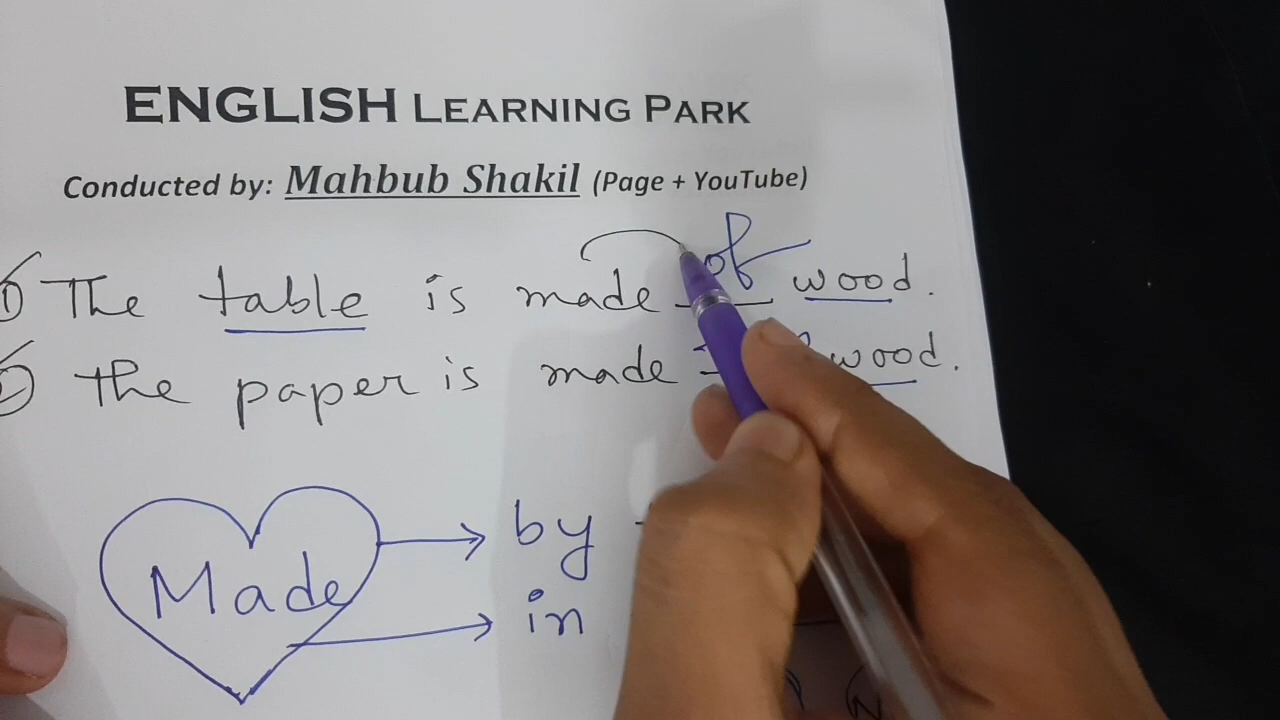 ENGLISH LEARNING PARK
Conducted by: Mahbub Shakil (Page + YouTube)
① The table is made of wood.
② the paper is made wood.
Made by
in